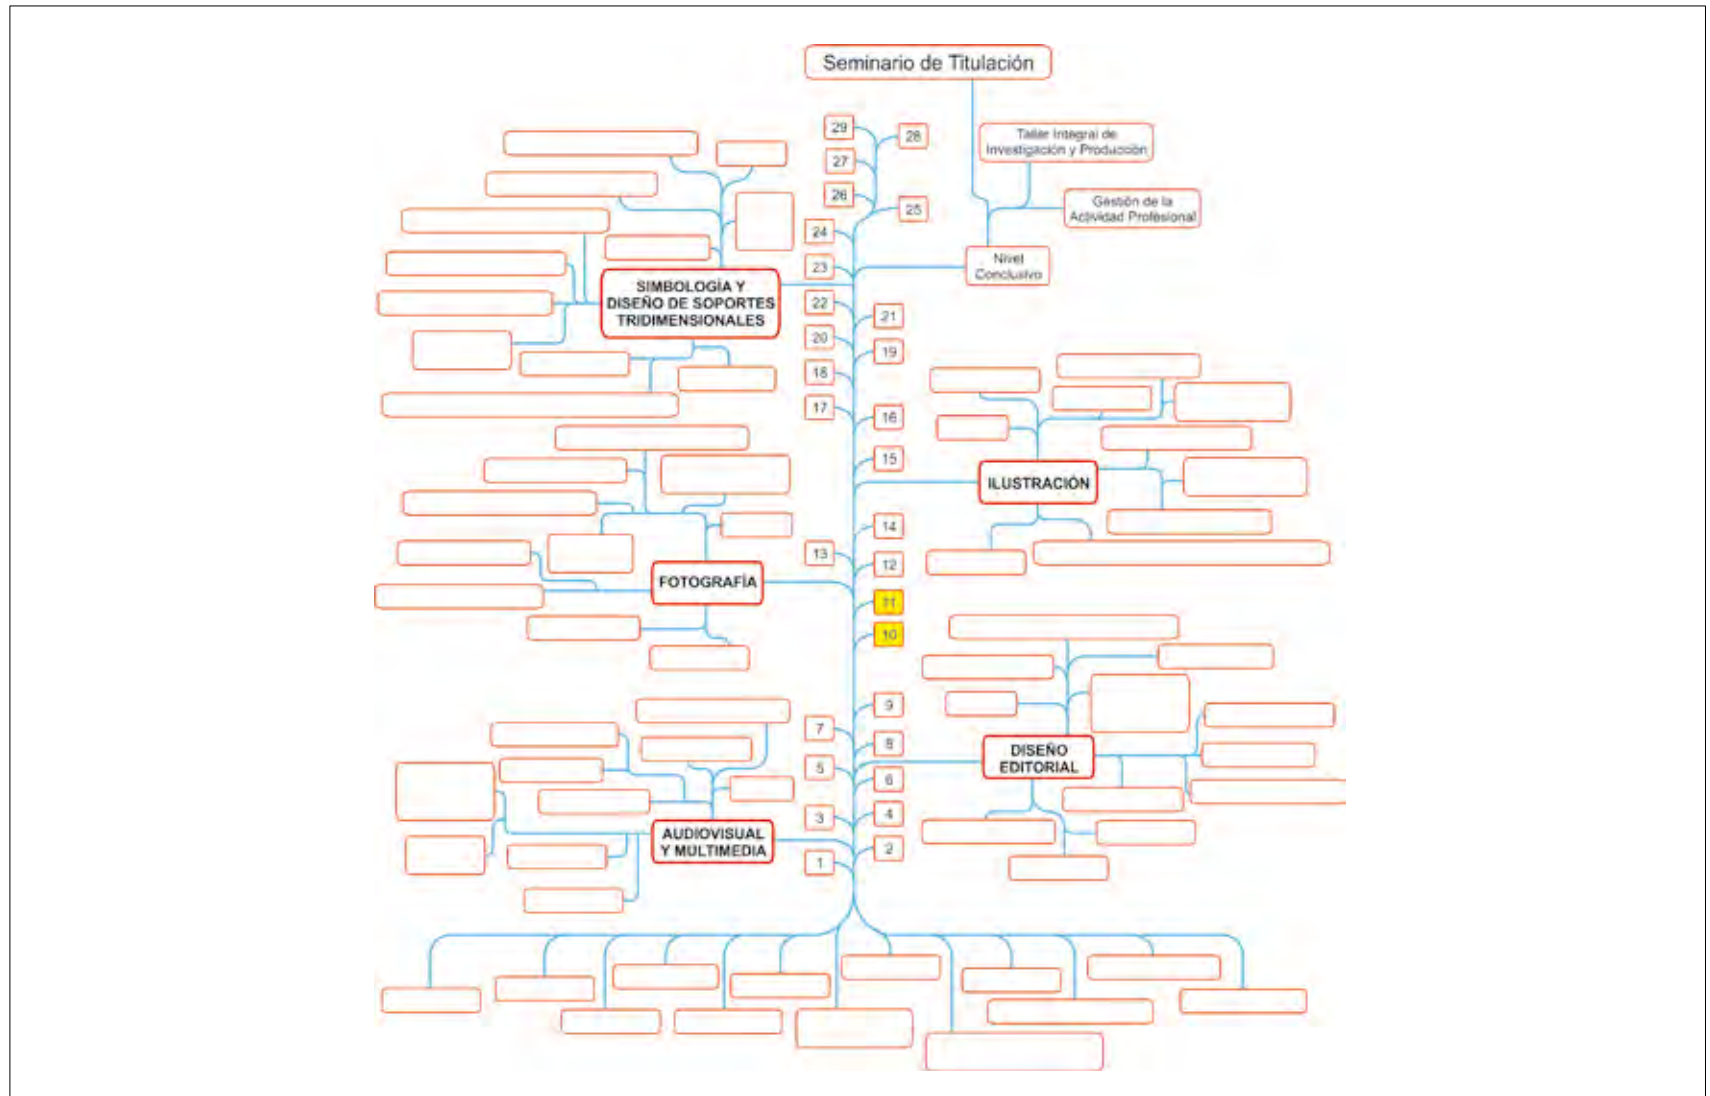 Seminario de Titulación
29
28
Taller Integral de
Investigación y Producción
27
26
25
Gestión de la
Actividad Profesional
24
23
Nivel
Conclusivo
SIMBOLOGÍA Y
DISEÑO DE SOPORTES
TRIDIMENSIONALES
22
21
20
19
18
17
16
15
ILUSTRACIÓN
14
13
12
FOTOGRAFÍA
11
10
9
7
8
DISEÑO
EDITORIAL
5
6
3
4
AUDIOVISUAL
Y MULTIMEDIA
2
1